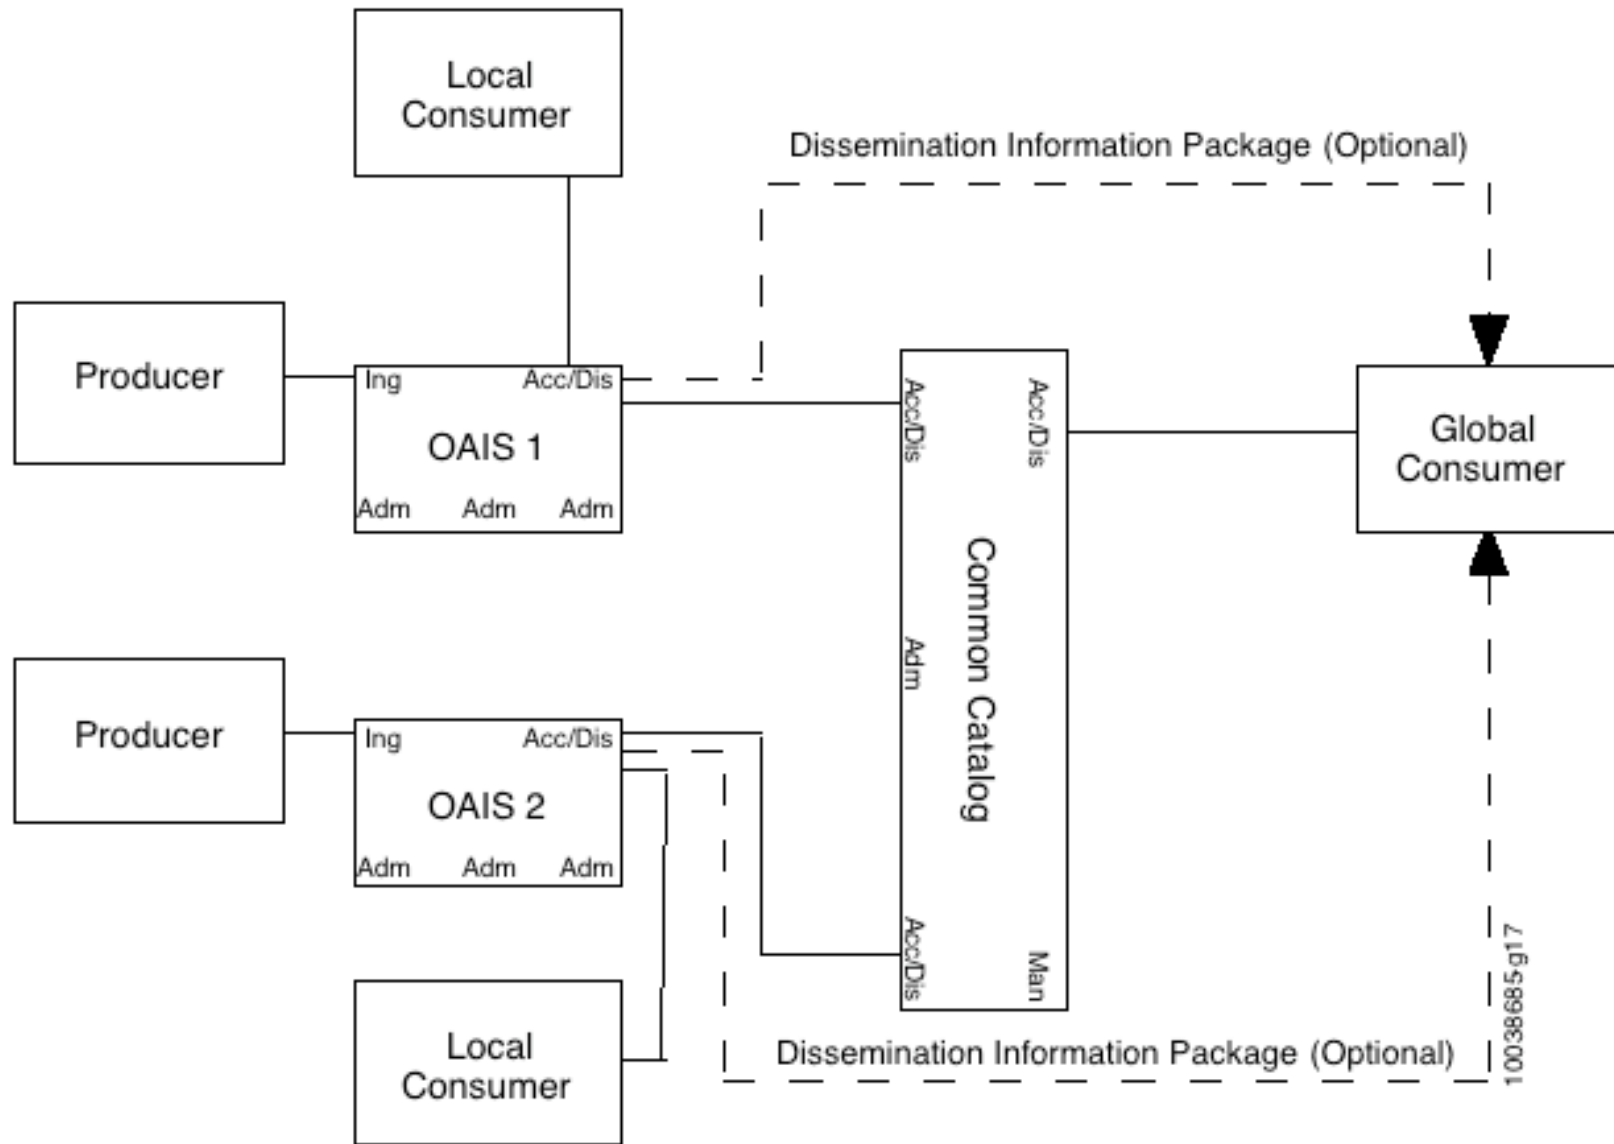 Local
Consumer
Dissemination Information Package (Optional)
Producer
Ing
Acc/Dis
OAIS 1
Adm
Adm
Adm
Acc/Dis
Acc/Dis
Global
Consumer
Common Catalog
Adm
Producer
Ing
Acc/Dis
OAIS 2
Adm
Adm
Adm
Acc/Dis
Man
Local
Consumer
Dissemination Information Package (Optional)
10038685-g17